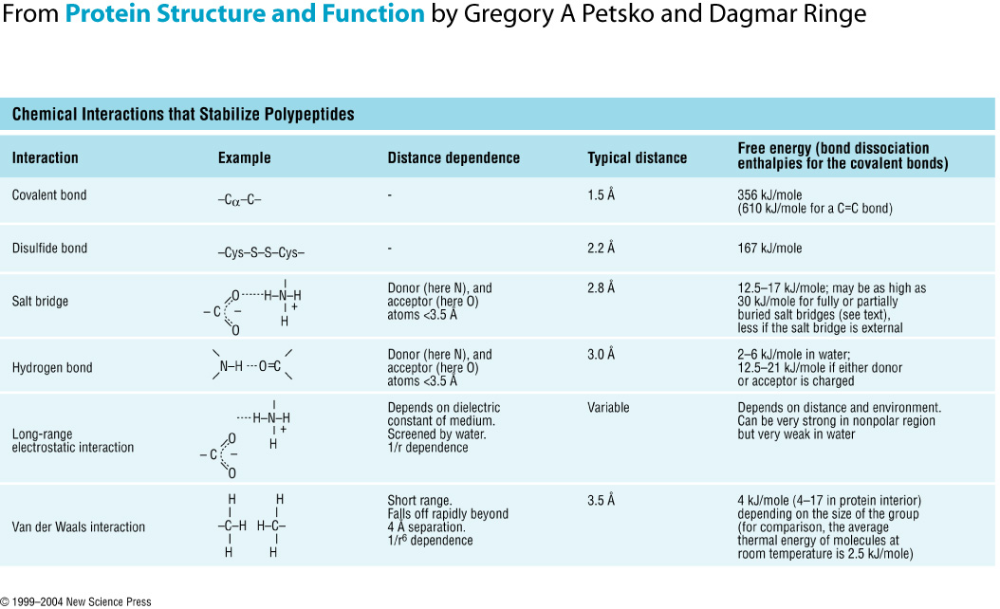 From Protein Structure and Function by Gregory A Petsko and Dagmar Ringe
Chemical Interactions that Stabilize Polypeptides
Interaction
Example
Distance dependence
Typical distance
Free energy (bond dissociation
enthalpies for the covalent bonds)
Covalent bond
–Cα–C–
-
1.5 Å
356 kJ/mole
(610 kJ/mole for a C=C bond)
Disulfide bond
–Cys–S–S–Cys–
-
2.2 Å
167 kJ/mole
Salt bridge
O H–N–H
– C – +
H
O
Donor (here N), and
acceptor (here O)
atoms <3.5 Å
2.8 Å
12.5–17 kJ/mole; may be as high as
30 kJ/mole for fully or partially
buried salt bridges (see text),
less if the salt bridge is external
Hydrogen bond
N–H ---O=C
Donor (here N), and
acceptor (here O)
atoms <3.5 Å
3.0 Å
2–6 kJ/mole in water;
12.5–21 kJ/mole if either donor
or acceptor is charged
Long-range
electrostatic interaction
----H–N–H
+
O H
– C –
O
Depends on dielectric
constant of medium.
Screened by water.
1/r dependence
Variable
Depends on distance and environment.
Can be very strong in nonpolar region
but very weak in water
Van der Waals interaction
H H
–C–H H–C–
H H
Short range.
Falls off rapidly beyond
4 Å separation.
1/r⁶ dependence
3.5 Å
4 kJ/mole (4–17 in protein interior)
depending on the size of the group
(for comparison, the average
thermal energy of molecules at
room temperature is 2.5 kJ/mole)
© 1999–2004 New Science Press